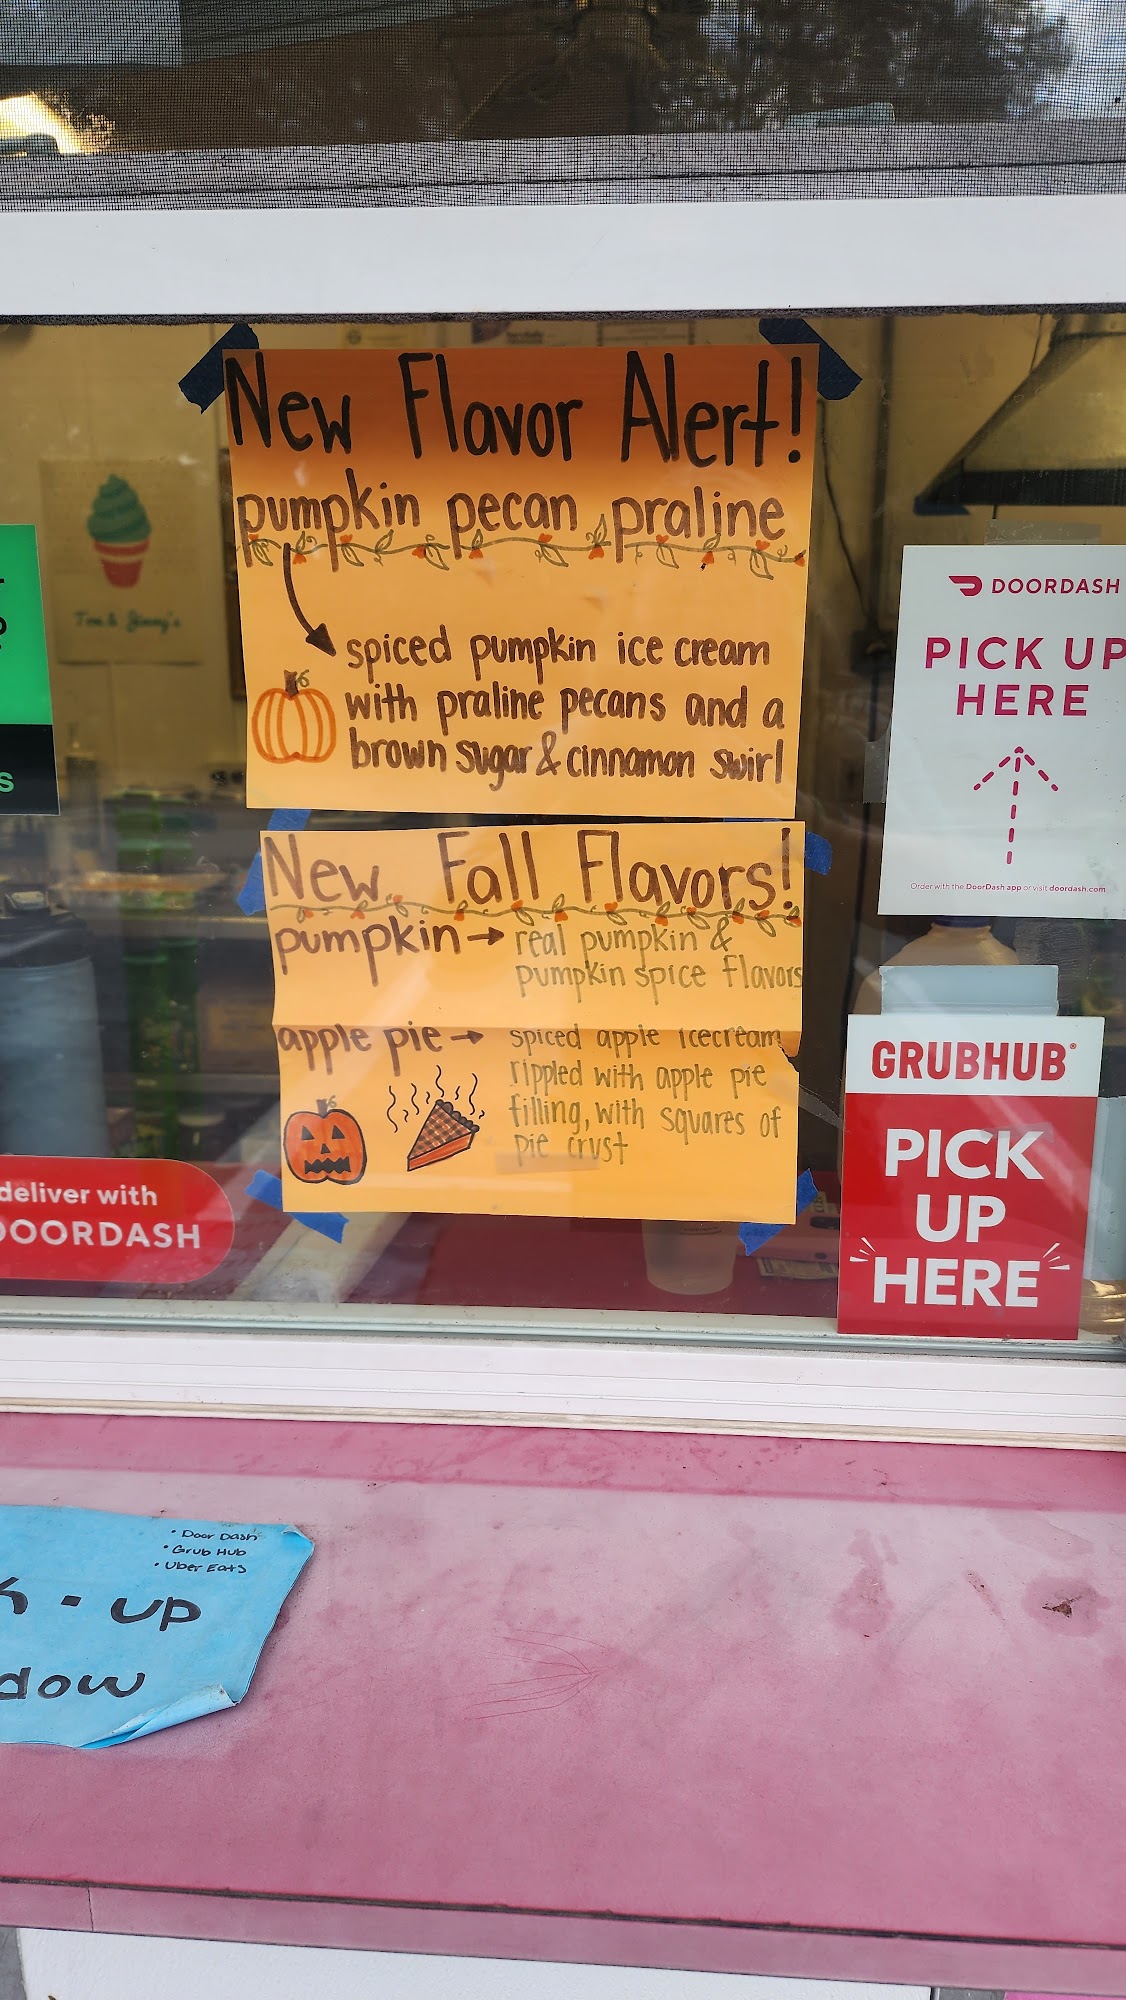 New Flavor Alert!
pumpkin pecan praline
spiced pumpkin ice cream
with praline pecans and a
brown sugar & cinnamon swirl
New Fall Flavors!
pumpkin → real pumpkin &
pumpkin spice flavors
apple pie → spiced apple icecream
rippled with apple pie
filling, with squares of
pie crust
DOORDASH
PICK UP
HERE
Order with the DoorDash app or visit doordash.com
GRUBHUB
PICK
UP
HERE
deliver with
DOORDASH
• Door Dash
• Grub Hub
• Uber Eats
- up
dow